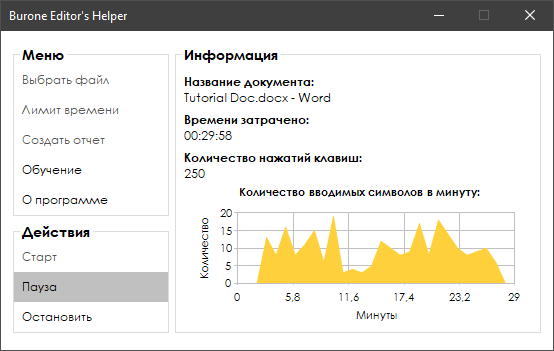 Burone Editor's Helper
Меню
Выбрать файл
Лимит времени
Создать отчет
Обучение
О программе
Действия
Старт
Пауза
Остановить
Информация
Название документа:
Tutorial Doc.docx - Word
Времени затрачено:
00:29:58
Количество нажатий клавиш:
250
Количество вводимых символов в минуту:
Количество
20
15
10
5
0
0 5,8 11,6 17,4 23,2 29
Минуты